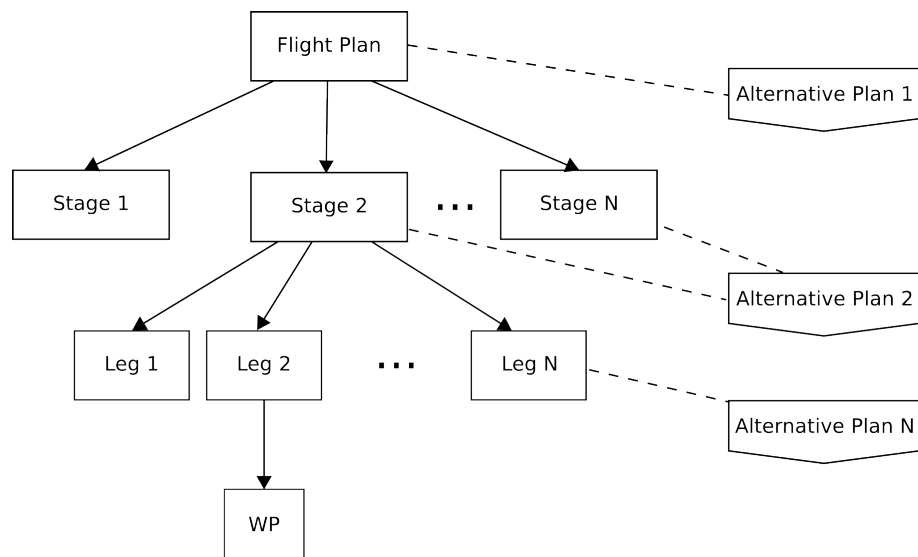 Flight Plan
Alternative Plan 1
Stage 1
Stage 2
...
Stage N
Alternative Plan 2
Leg 1
Leg 2
...
Leg N
Alternative Plan N
WP